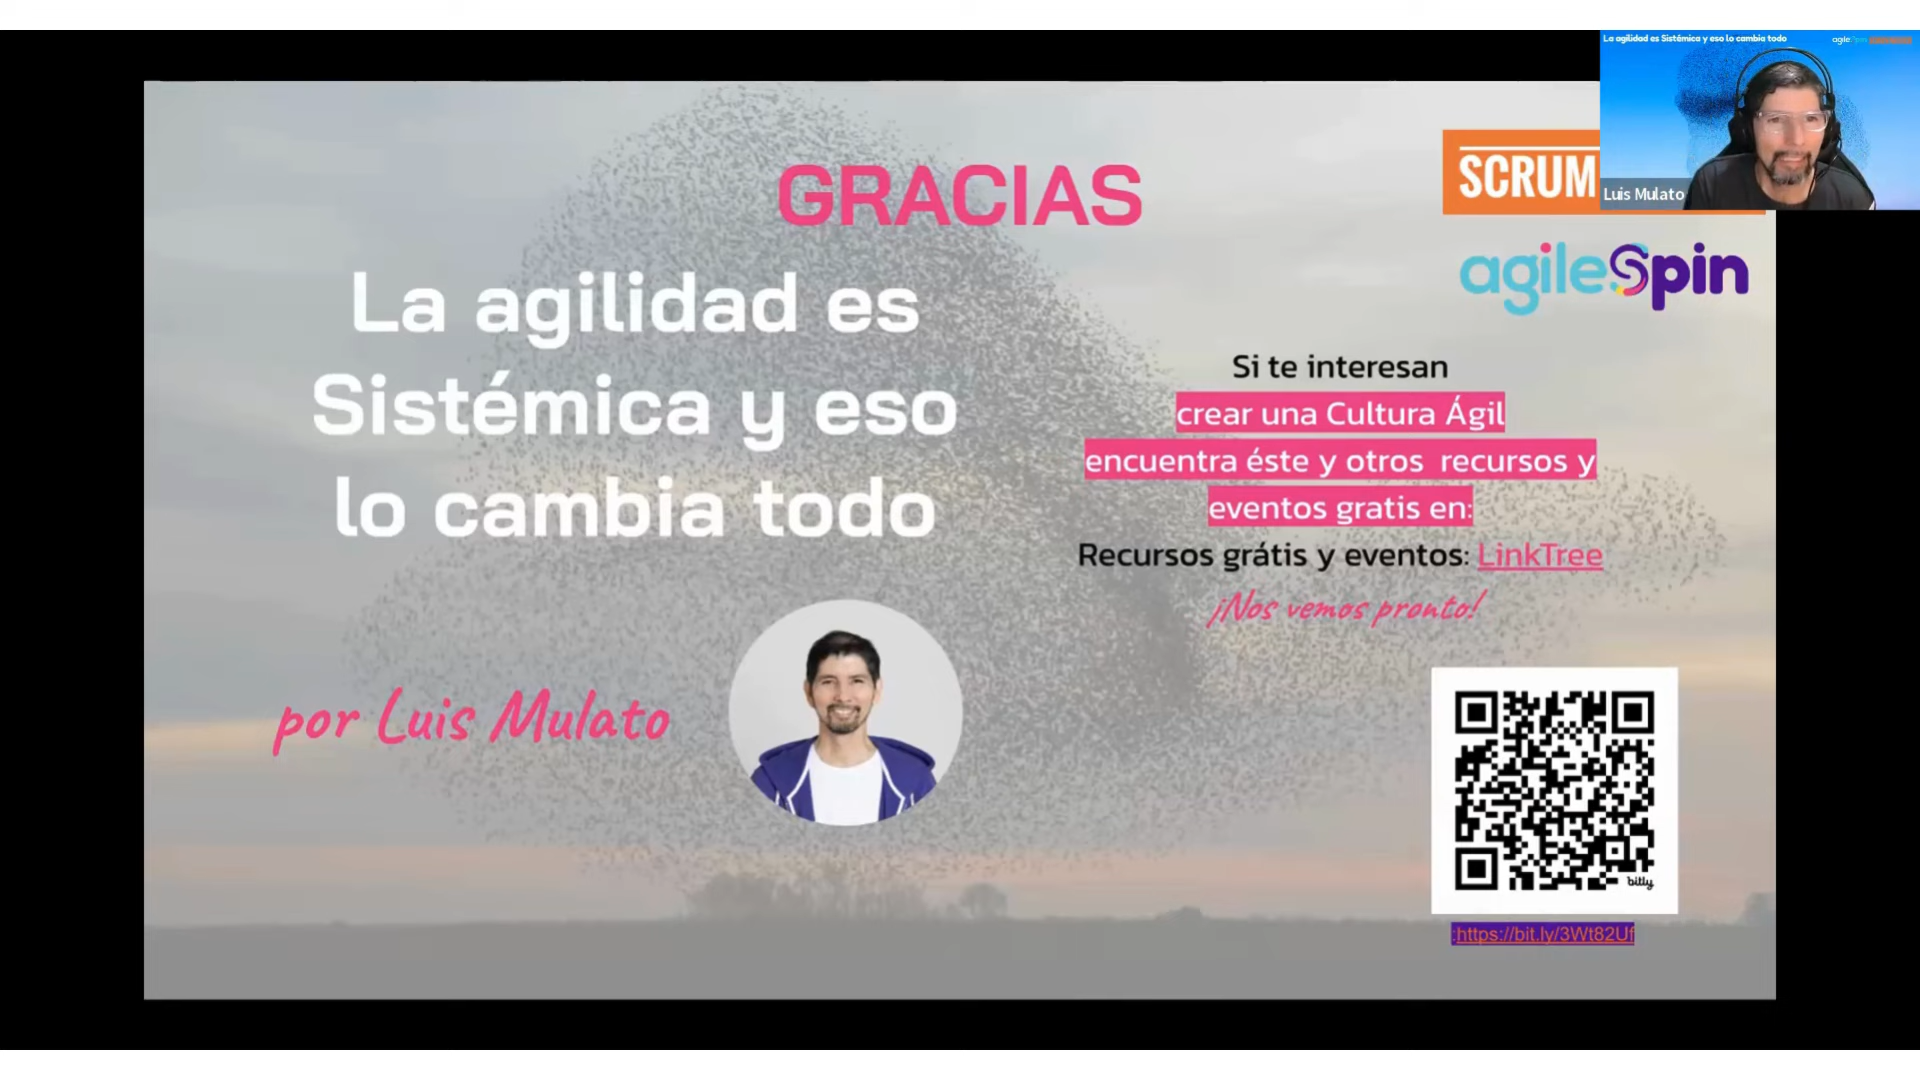 La agilidad es Sistémica y eso lo cambia todo
agile
Luis Mulato
GRACIAS
SCRUM
agileSpin
La agilidad es
Sistémica y eso
lo cambia todo
Si te interesan
crear una Cultura Ágil
encuentra éste y otros recursos y
eventos gratis en:
Recursos grátis y eventos: LinkTree
¡Nos vemos pronto!
por Luis Mulato
bitly
:https://bit.ly/3Wt82Uf